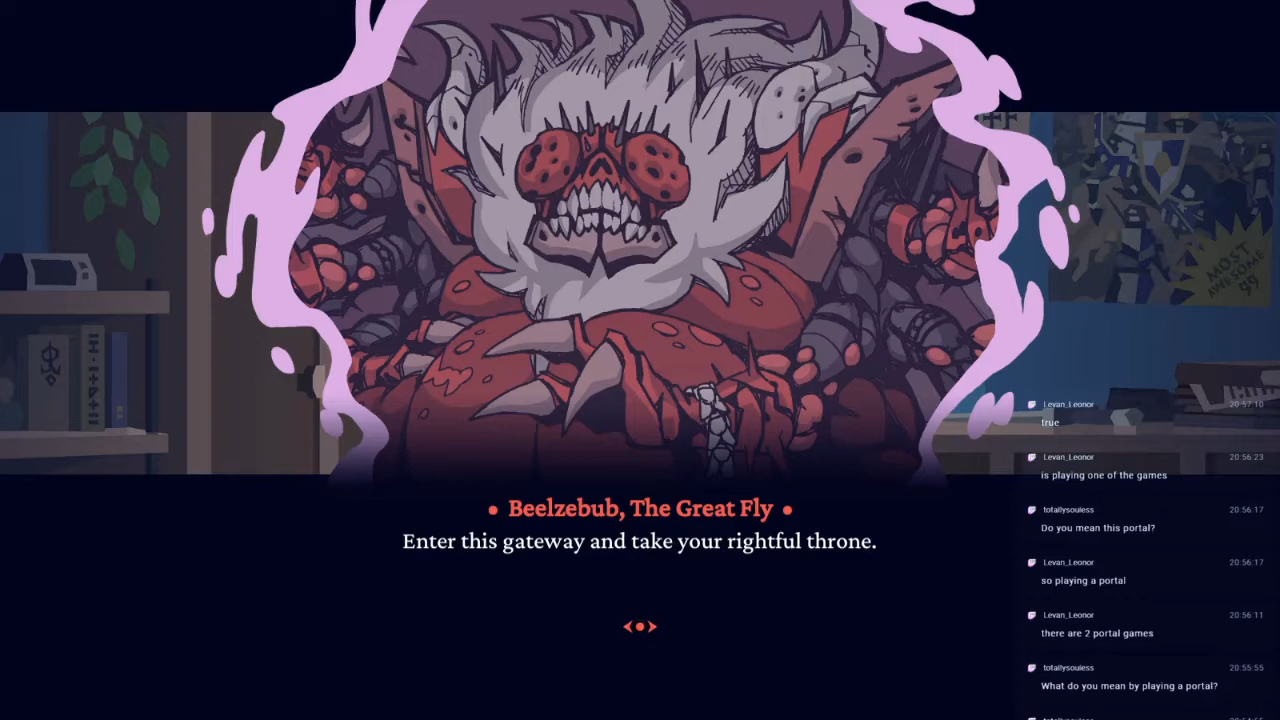 MOST
AWESOME
99
Beelzebub, The Great Fly
Enter this gateway and take your rightful throne.
Levan_Leonor 20:57:10
true
Levan_Leonor 20:56:23
is playing one of the games
totallysouless 20:56:17
Do you mean this portal?
Levan_Leonor 20:56:17
so playing a portal
Levan_Leonor 20:56:11
there are 2 portal games
totallysouless 20:55:55
What do you mean by playing a portal?